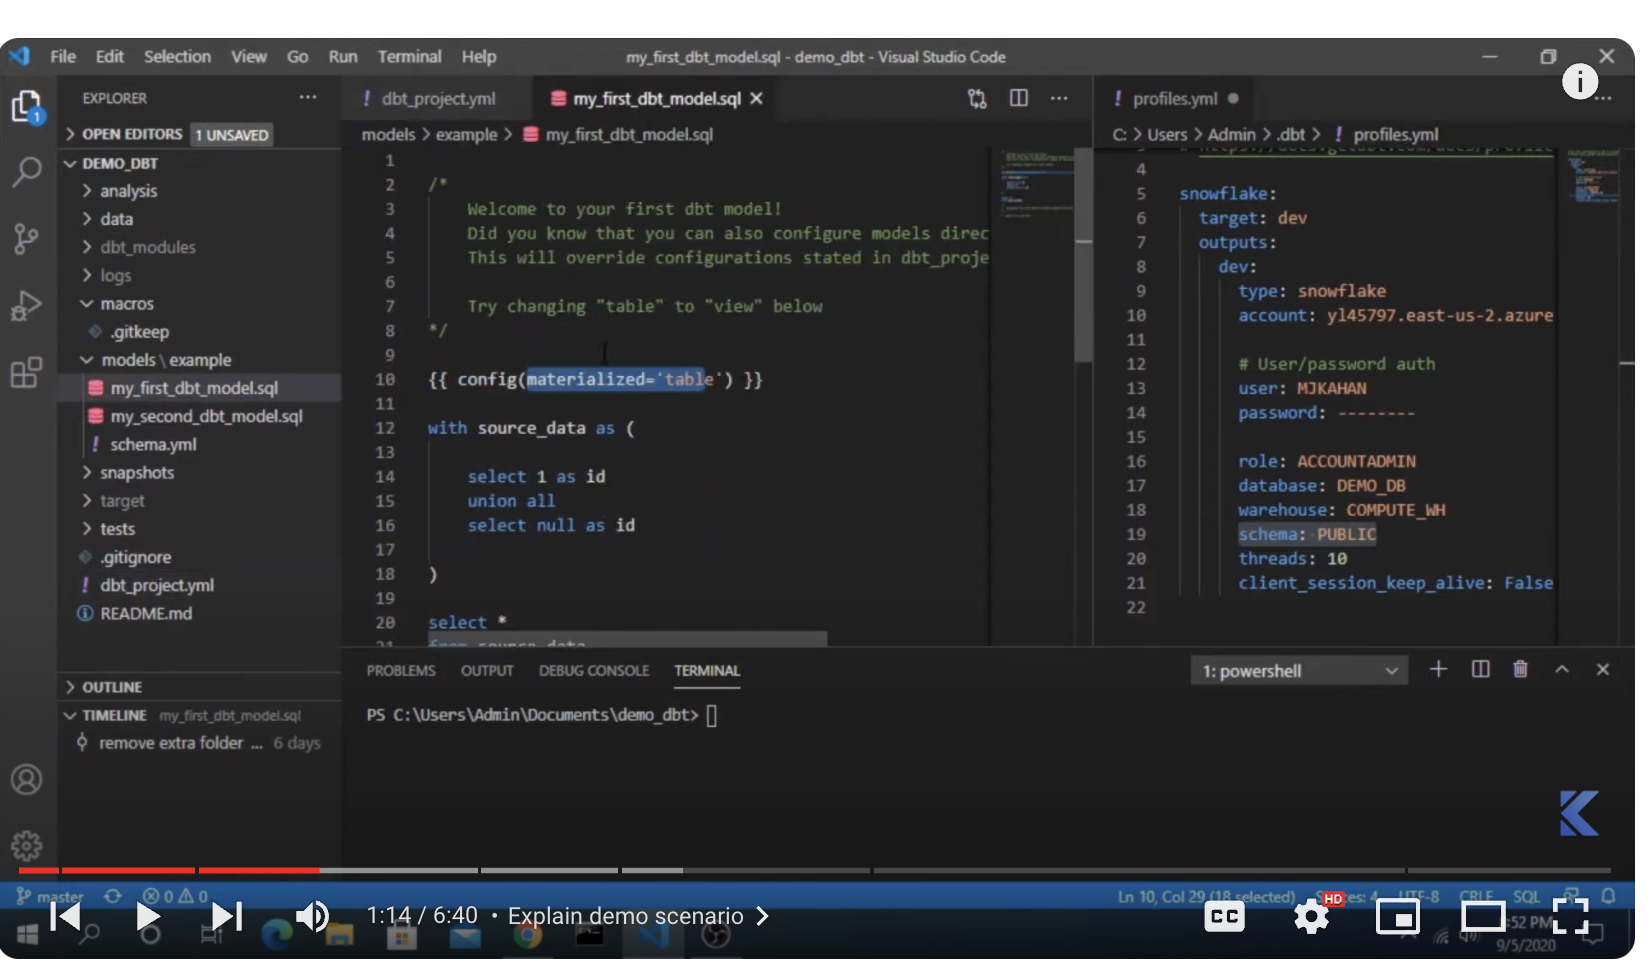 File Edit Selection View Go Run Terminal Help
my_first_dbt_model.sql - demo_dbt - Visual Studio Code
EXPLORER
OPEN EDITORS 1 UNSAVED
DEMO_DBT
analysis
data
dbt_modules
logs
macros
.gitkeep
models \ example
my_first_dbt_model.sql
my_second_dbt_model.sql
schema.yml
snapshots
target
tests
.gitignore
dbt_project.yml
README.md
OUTLINE
TIMELINE my_first_dbt_model.sql
remove extra folder ... 6 days
dbt_project.yml
my_first_dbt_model.sql
models > example > my_first_dbt_model.sql
1
2 /*
3 Welcome to your first dbt model!
4 Did you know that you can also configure models direc
5 This will override configurations stated in dbt_proje
6
7 Try changing "table" to "view" below
8 */
9
10 {{ config(materialized='table') }}
11
12 with source_data as (
13
14 select 1 as id
15 union all
16 select null as id
17
18 )
19
20 select *
21 from source_data
profiles.yml
C: > Users > Admin > .dbt > profiles.yml
4
5 snowflake:
6 target: dev
7 outputs:
8 dev:
9 type: snowflake
10 account: yl45797.east-us-2.azure
11
12 # User/password auth
13 user: MJKAHAN
14 password: --------
15
16 role: ACCOUNTADMIN
17 database: DEMO_DB
18 warehouse: COMPUTE_WH
19 schema: PUBLIC
20 threads: 10
21 client_session_keep_alive: False
22
PROBLEMS OUTPUT DEBUG CONSOLE TERMINAL
1: powershell
PS C:\Users\Admin\Documents\demo_dbt>
master 0 0
Ln 10, Col 29 (18 selected) UTF-8 CRLF SQL
1:14 / 6:40 • Explain demo scenario
CC HD
:52 PM
9/5/2020